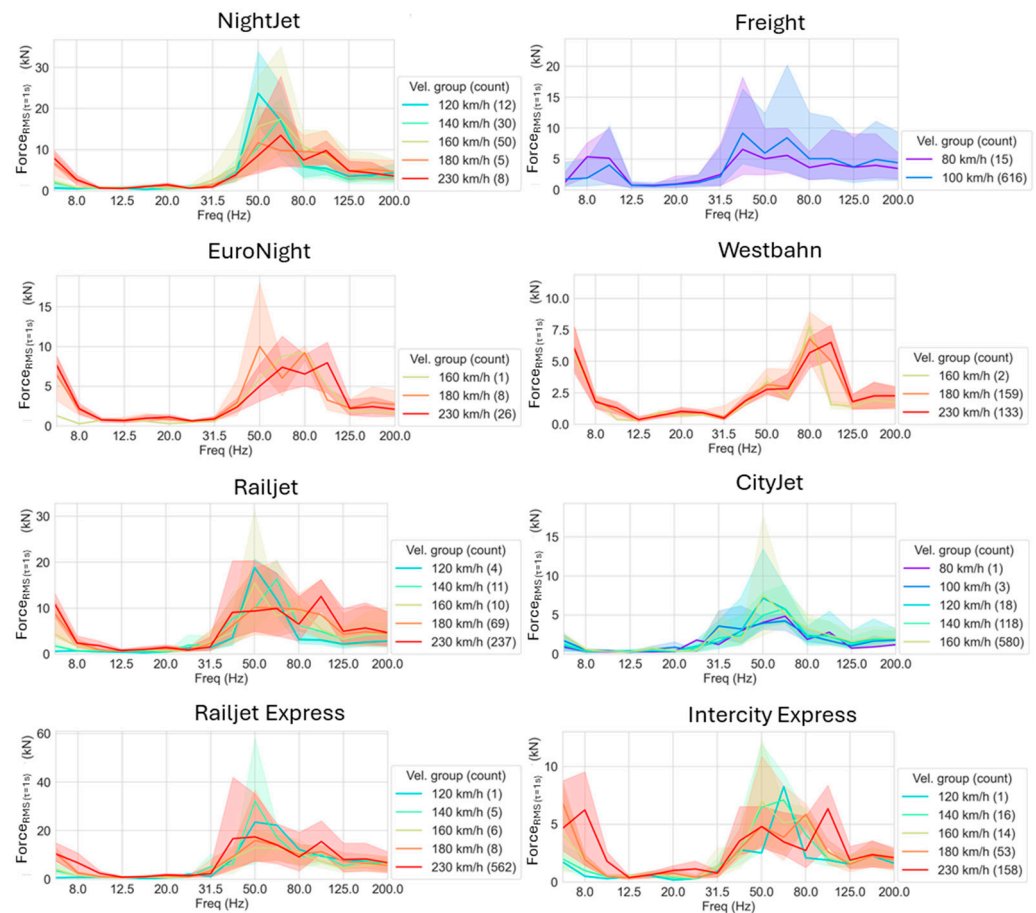 NightJet
Force RMS (τ=1s) (kN)
30
20
10
0
8.0 12.5 20.0 31.5 50.0 80.0 125.0 200.0
Freq (Hz)
Vel. group (count)
120 km/h (12)
140 km/h (30)
160 km/h (50)
180 km/h (5)
230 km/h (8)
Freight
Force RMS (τ=1s) (kN)
20
15
10
5
0
8.0 12.5 20.0 31.5 50.0 80.0 125.0 200.0
Freq (Hz)
Vel. group (count)
80 km/h (15)
100 km/h (616)
EuroNight
Force RMS (τ=1s) (kN)
15
10
5
0
8.0 12.5 20.0 31.5 50.0 80.0 125.0 200.0
Freq (Hz)
Vel. group (count)
160 km/h (1)
180 km/h (8)
230 km/h (26)
Westbahn
Force RMS (τ=1s) (kN)
10.0
7.5
5.0
2.5
0.0
8.0 12.5 20.0 31.5 50.0 80.0 125.0 200.0
Freq (Hz)
Vel. group (count)
160 km/h (2)
180 km/h (159)
230 km/h (133)
Railjet
Force RMS (τ=1s) (kN)
30
20
10
0
8.0 12.5 20.0 31.5 50.0 80.0 125.0 200.0
Freq (Hz)
Vel. group (count)
120 km/h (4)
140 km/h (11)
160 km/h (10)
180 km/h (69)
230 km/h (237)
CityJet
Force RMS (τ=1s) (kN)
15
10
5
0
8.0 12.5 20.0 31.5 50.0 80.0 125.0 200.0
Freq (Hz)
Vel. group (count)
80 km/h (1)
100 km/h (3)
120 km/h (18)
140 km/h (118)
160 km/h (580)
Railjet Express
Force RMS (τ=1s) (kN)
60
40
20
0
8.0 12.5 20.0 31.5 50.0 80.0 125.0 200.0
Freq (Hz)
Vel. group (count)
120 km/h (1)
140 km/h (5)
160 km/h (6)
180 km/h (8)
230 km/h (562)
Intercity Express
Force RMS (τ=1s) (kN)
10
5
0
8.0 12.5 20.0 31.5 50.0 80.0 125.0 200.0
Freq (Hz)
Vel. group (count)
120 km/h (1)
140 km/h (16)
160 km/h (14)
180 km/h (53)
230 km/h (158)